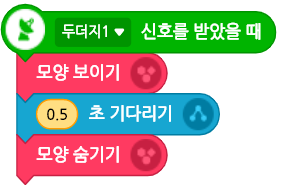 두더지1 신호를 받았을 때
모양 보이기
0.5 초 기다리기
모양 숨기기